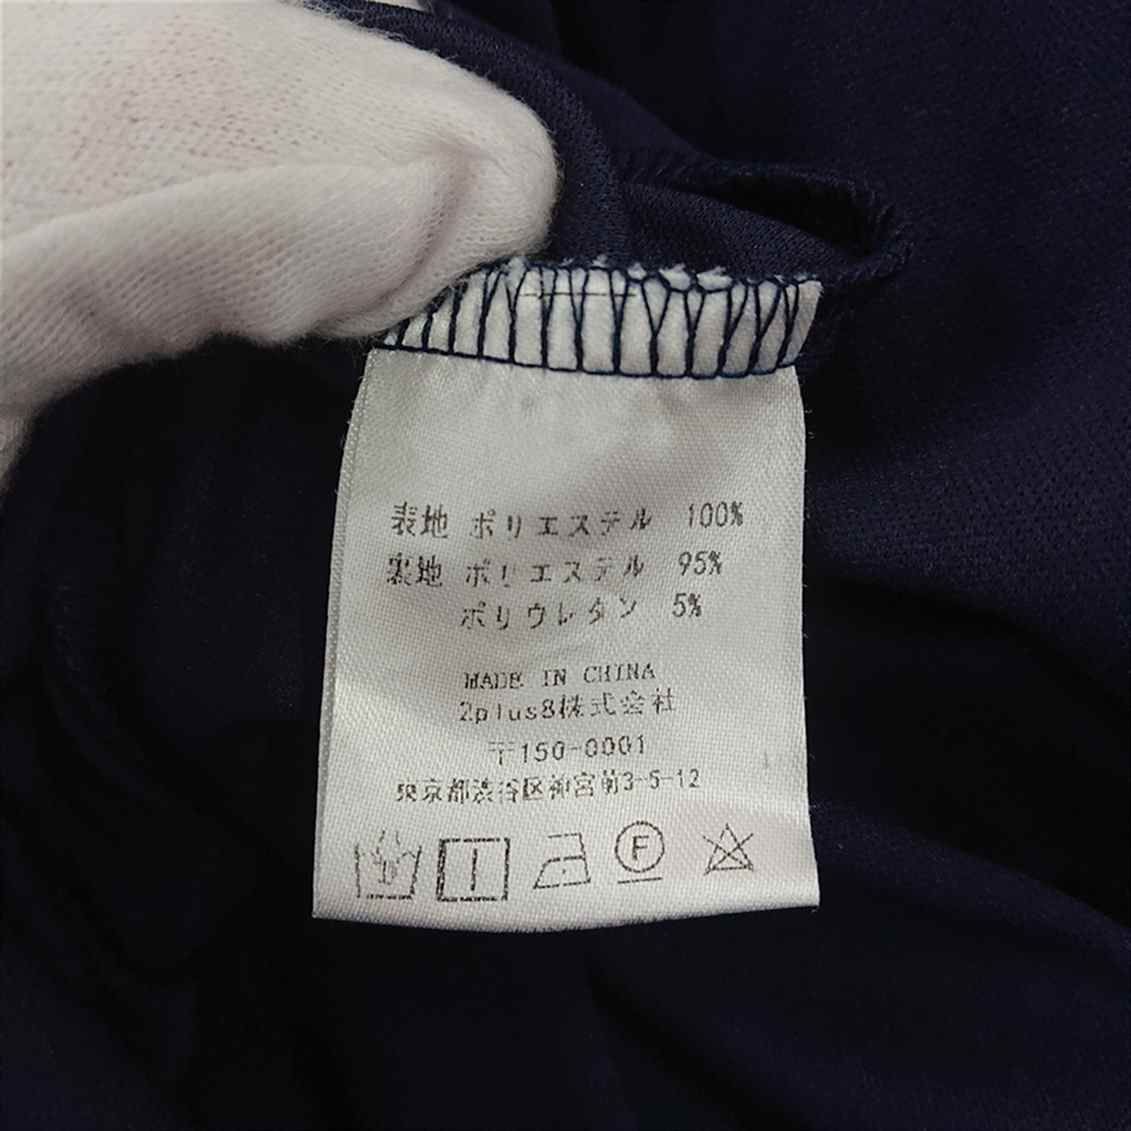 表地 ポリエステル 100%
裏地 ポリエステル 95%
ポリウレタン 5%
MADE IN CHINA
2plus8株式会社
〒150-0001
東京都渋谷区神宮前3-5-12
F